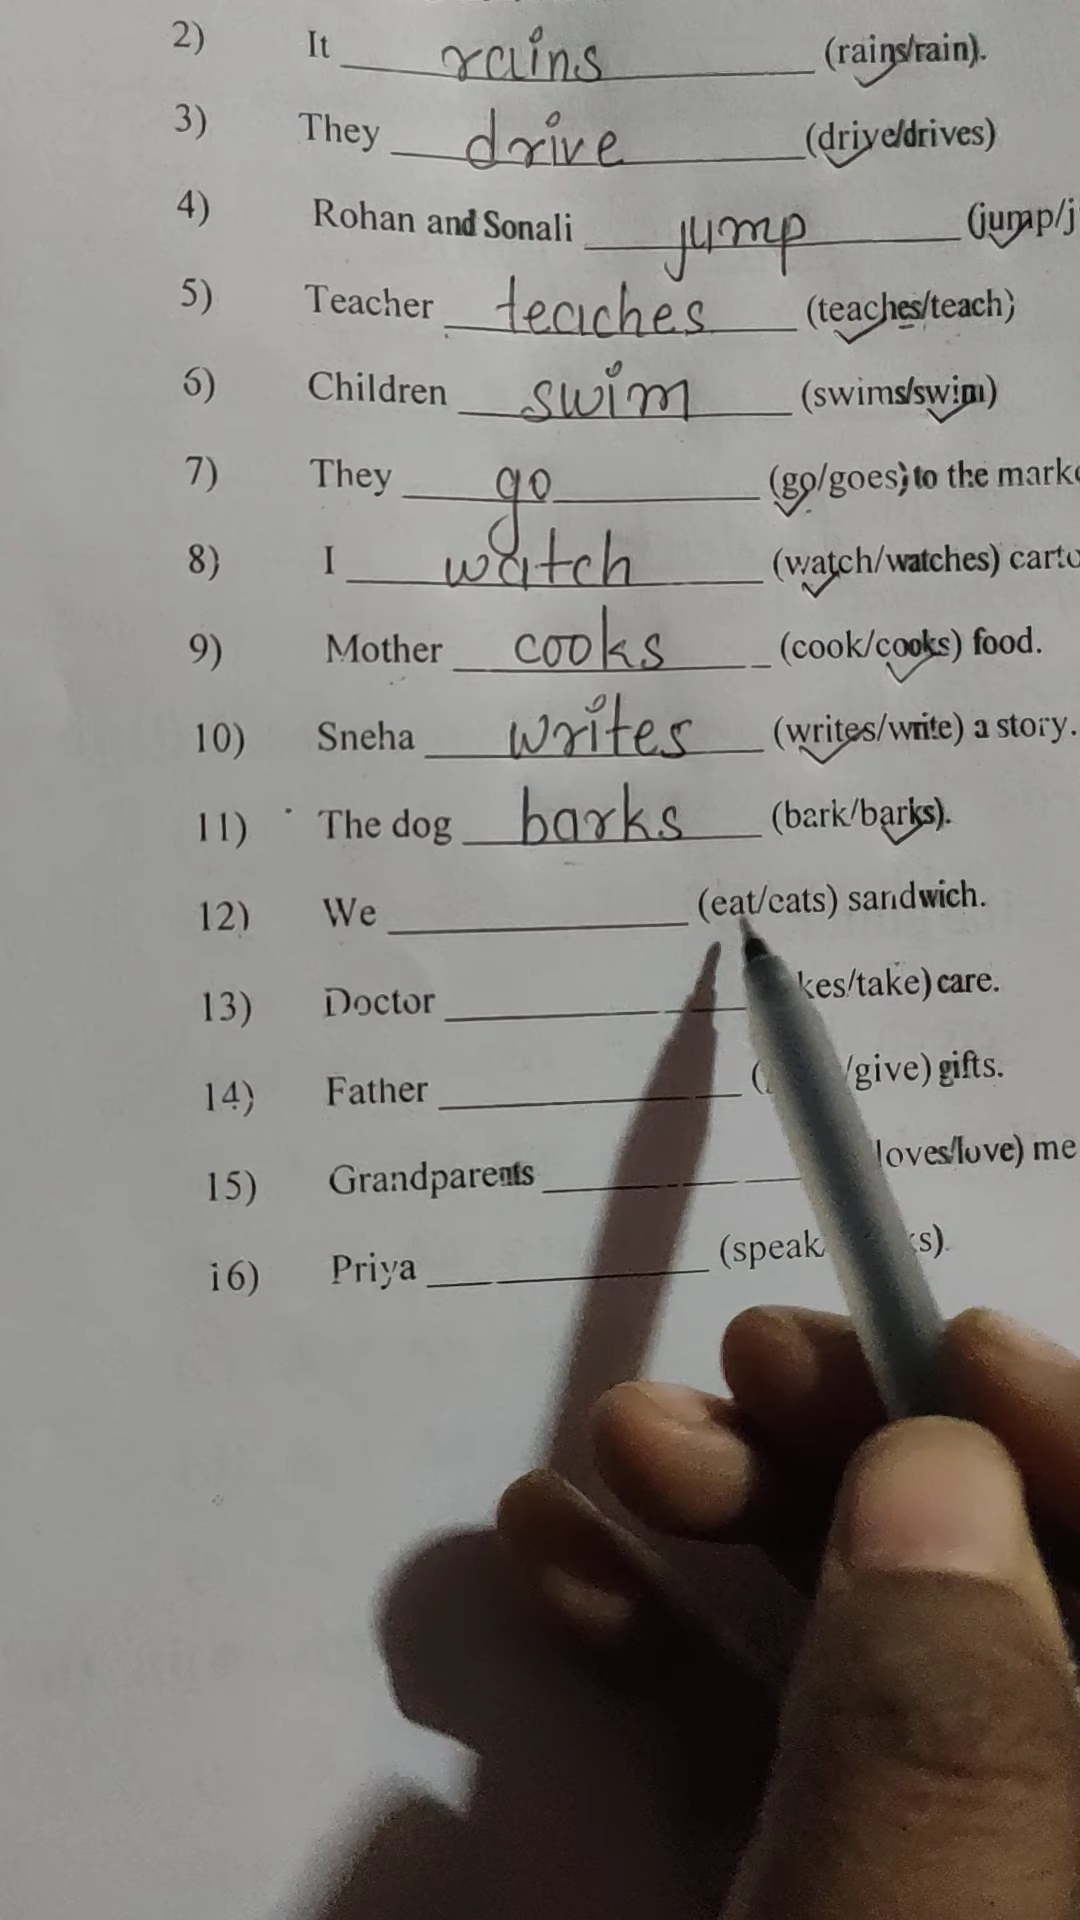 2) It rains (rains/rain).
3) They drive (drive/drives)
4) Rohan and Sonali jump (jump/j
5) Teacher teaches (teaches/teach)
6) Children swim (swims/swim)
7) They go (go/goes) to the mark
8) I watch (watch/watches) carto
9) Mother cooks (cook/cooks) food.
10) Sneha writes (writes/write) a story.
11) The dog barks (bark/barks).
12) We (eat/eats) sandwich.
13) Doctor kes/take) care.
14) Father ( /give) gifts.
15) Grandparents loves/love) me
16) Priya (speak s).